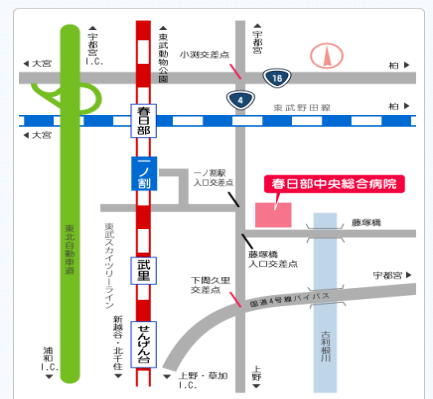 宇都宮
I.C.
東武動物公園
宇都宮
小渕交差点
大宮
柏
16
4
東武野田線
柏
大宮
春日部
一ノ割
一ノ割駅
入口交差点
春日部中央総合病院
藤塚橋
東北自動車道
東武スカイツリーライン
武里
藤塚橋
入口交差点
下間久里
交差点
宇都宮
国道4号線バイパス
古利根川
新越谷・北千住
せんげん台
浦和
I.C.
上野・草加
I.C.
上野